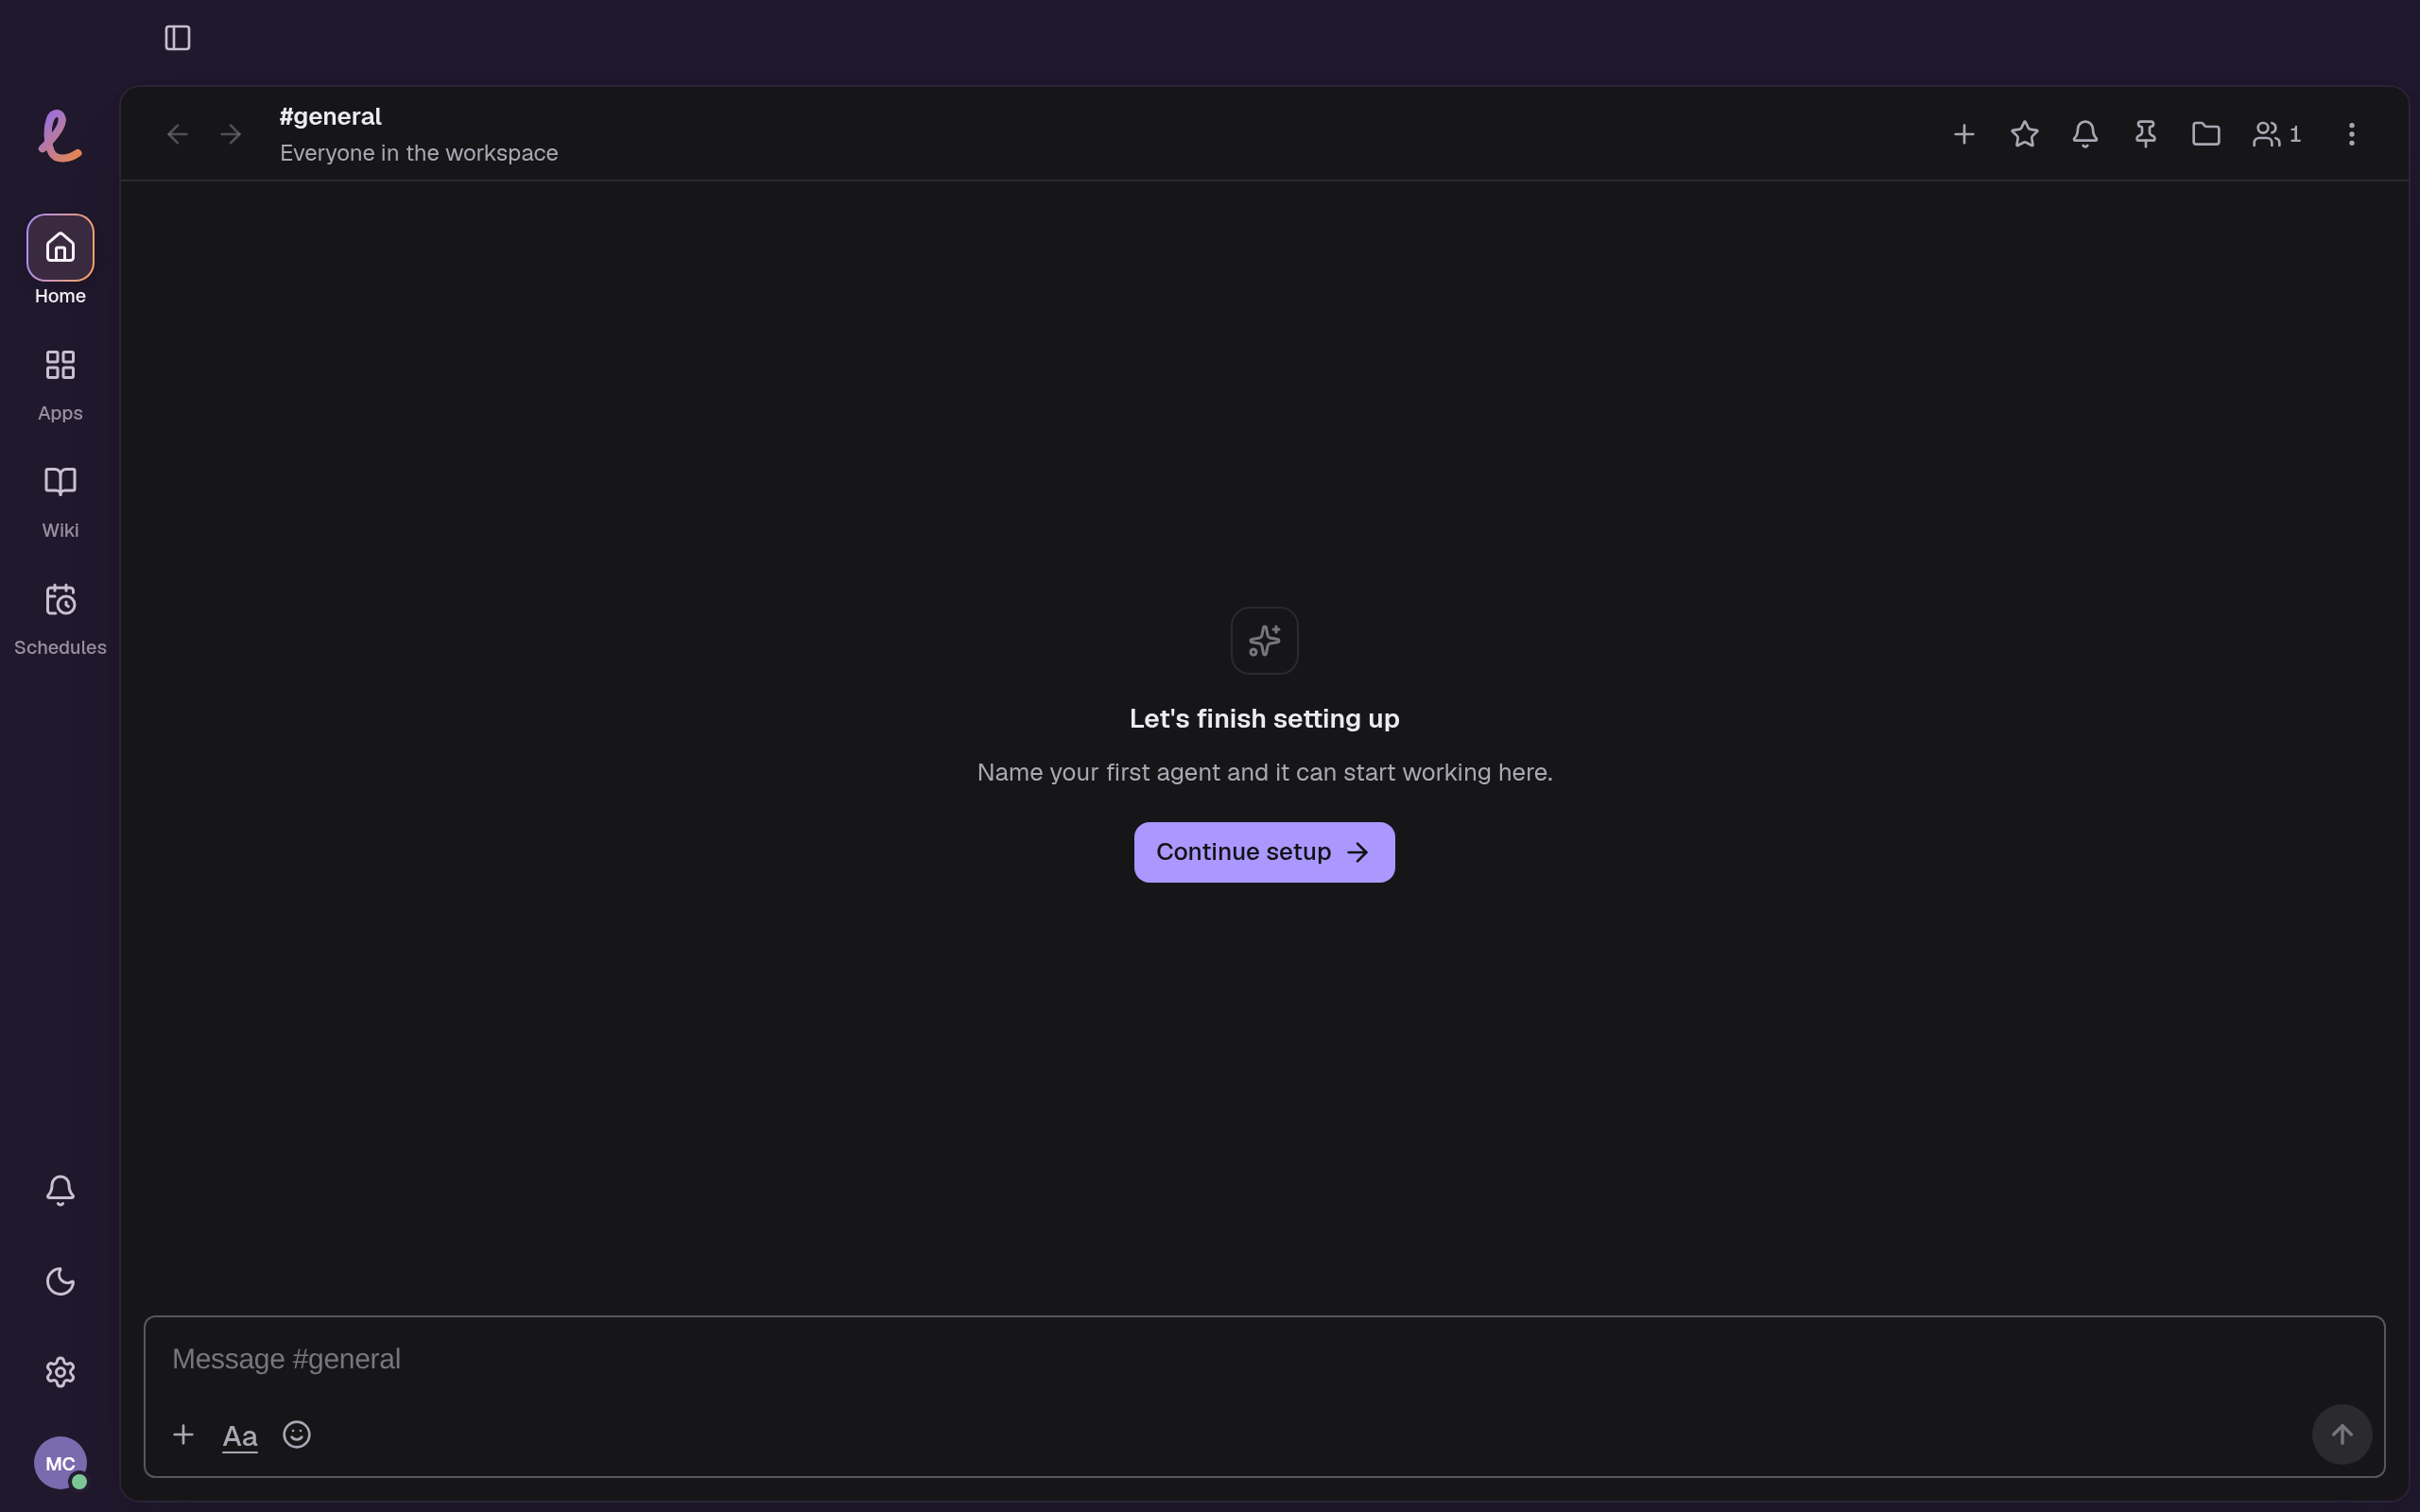 #general
Everyone in the workspace
1
Home
Apps
Wiki
Schedules
Let's finish setting up
Name your first agent and it can start working here.
Continue setup
Message #general
Aa
MC